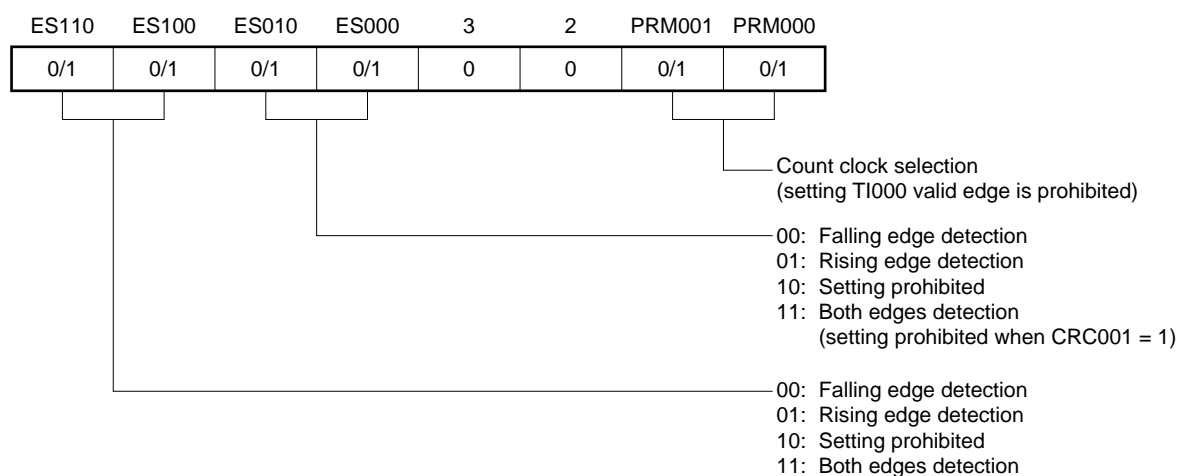 ES110 ES100 ES010 ES000 3 2 PRM001 PRM000
0/1 0/1 0/1 0/1 0 0 0/1 0/1
Count clock selection
(setting TI000 valid edge is prohibited)
00: Falling edge detection
01: Rising edge detection
10: Setting prohibited
11: Both edges detection
(setting prohibited when CRC001 = 1)
00: Falling edge detection
01: Rising edge detection
10: Setting prohibited
11: Both edges detection